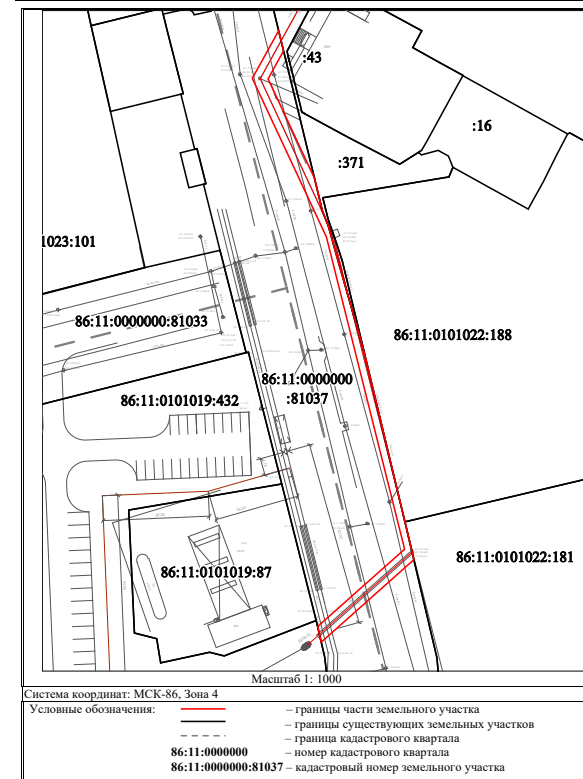 :43
:16
:371
1023:101
86:11:0000000:81033
86:11:0101022:188
86:11:0000000
:81037
86:11:0101019:432
86:11:0101022:181
86:11:0101019:87
Масштаб 1: 1000
Система координат: МСК-86, Зона 4
Условные обозначения:
– границы части земельного участка
– границы существующих земельных участков
– граница кадастрового квартала
86:11:0000000 – номер кадастрового квартала
86:11:0000000:81037 – кадастровый номер земельного участка